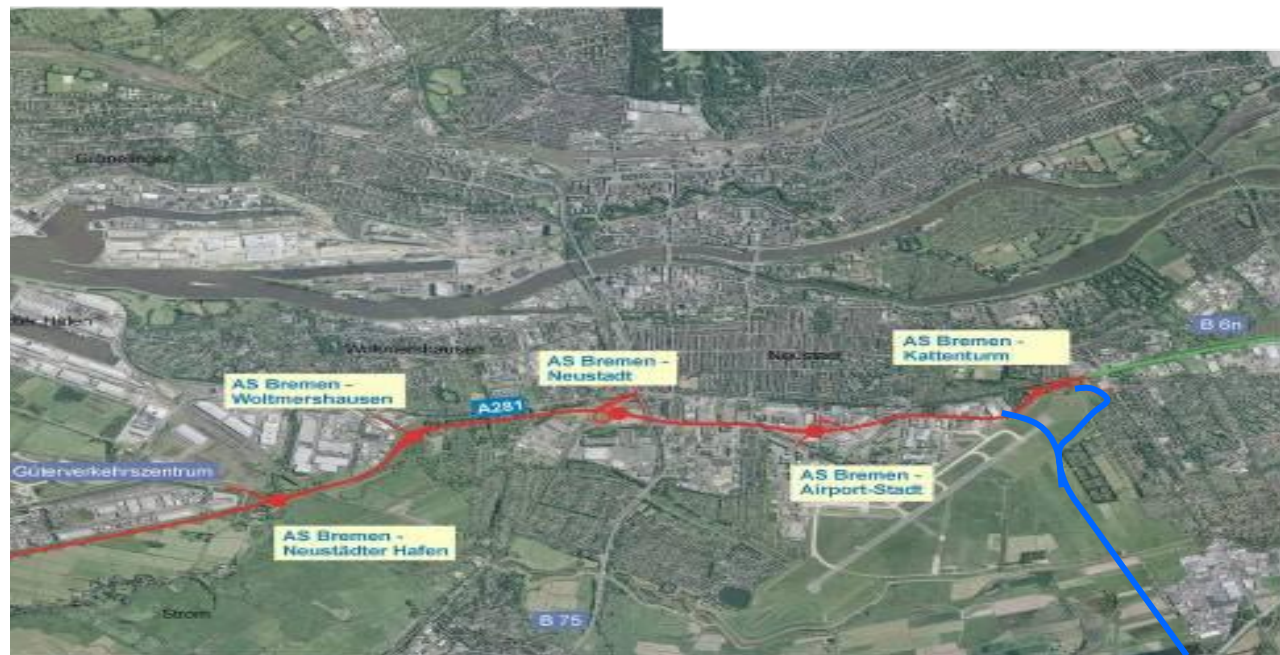 Gröpelingen
B 6n
AS Bremen -
Kattenturm
Woltmershausen
AS Bremen -
Neustadt
Neustadt
AS Bremen -
Woltmershausen
A281
Güterverkehrszentrum
AS Bremen -
Airport-Stadt
AS Bremen -
Neustädter Hafen
Strom
B 75